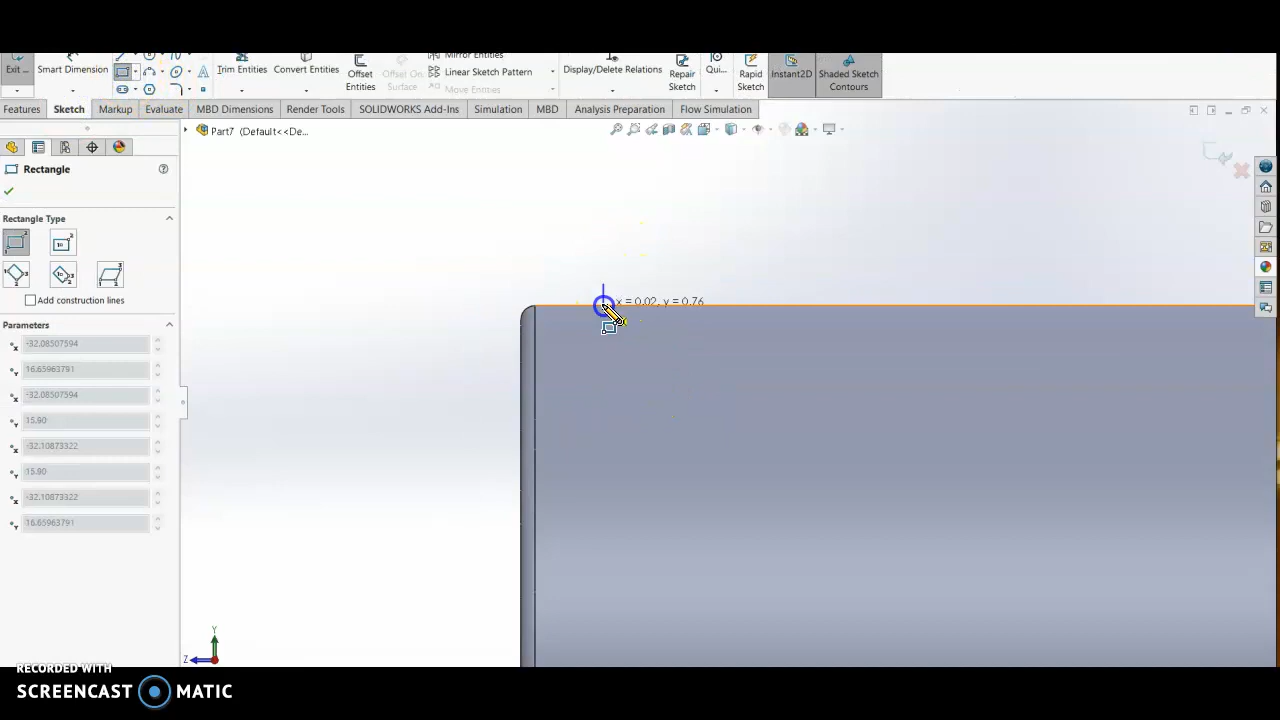 Mirror Entities
Exit ...
Smart Dimension
Trim Entities
Convert Entities
Offset Entities
Offset On Surface
Linear Sketch Pattern
Move Entities
Display/Delete Relations
Repair Sketch
Qui...
Rapid Sketch
Instant2D
Shaded Sketch Contours
Features
Sketch
Markup
Evaluate
MBD Dimensions
Render Tools
SOLIDWORKS Add-Ins
Simulation
MBD
Analysis Preparation
Flow Simulation
Part7 (Default<<De...
Rectangle
Rectangle Type
Add construction lines
Parameters
-32.08507594
16.65963791
-32.08507594
15.90
-32.10873322
15.90
-32.10873322
16.65963791
x = 0.02, y = 0.76
Y
Z
RECORDED WITH
SCREENCAST MATIC